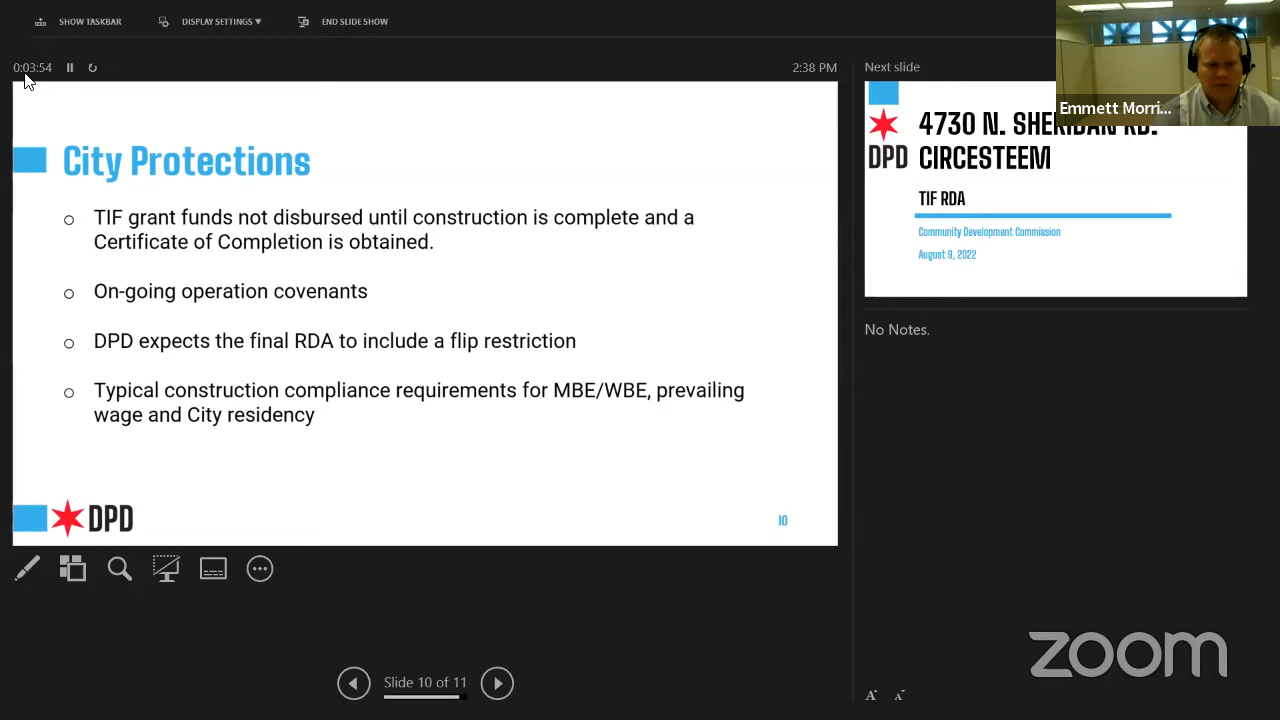 SHOW TASKBAR
DISPLAY SETTINGS ▼
END SLIDE SHOW
0:03:54
2:38 PM
City Protections
TIF grant funds not disbursed until construction is complete and a
Certificate of Completion is obtained.
On-going operation covenants
DPD expects the final RDA to include a flip restriction
Typical construction compliance requirements for MBE/WBE, prevailing
wage and City residency
DPD
10
Slide 10 of 11
Next slide
Emmett Morri...
4730 N. SHERIDAN RD.
DPD CIRCESTEEM
TIF RDA
Community Development Commission
August 9, 2022
No Notes.
zoom
A A